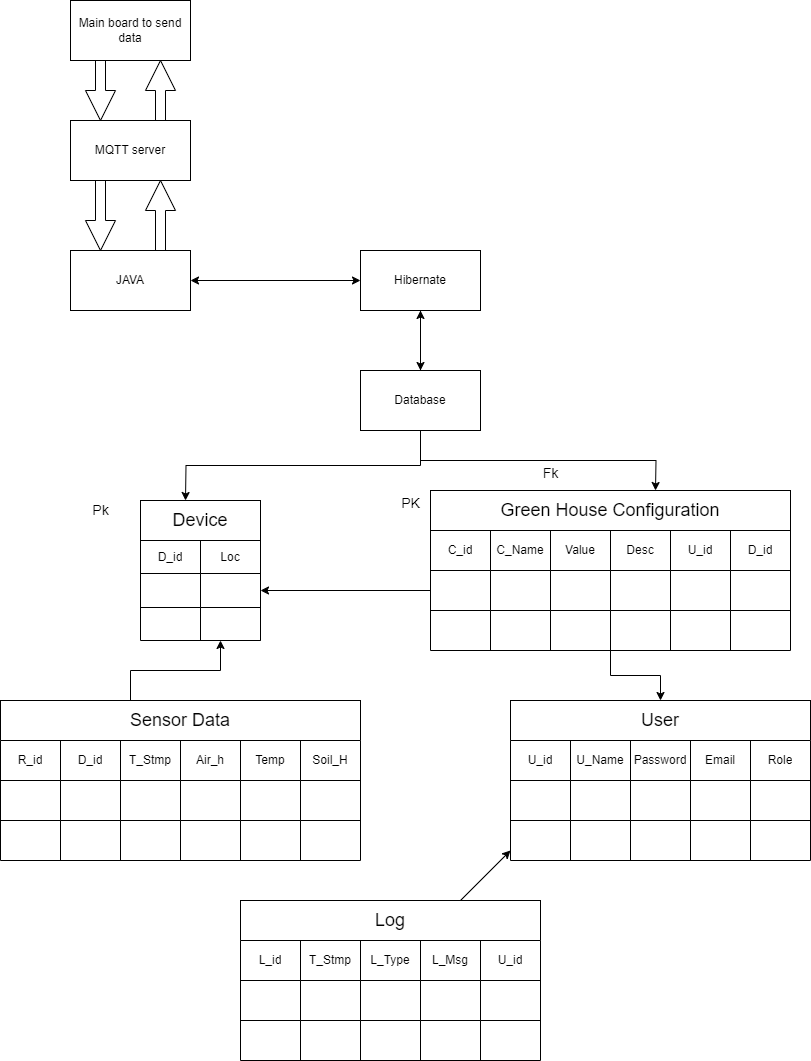 Main board to send
data
MQTT server
JAVA
Hibernate
Database
Fk
Pk
PK
Device
Green House Configuration
D_id Loc
C_id C_Name Value Desc U_id D_id
Sensor Data
User
R_id D_id T_Stmp Air_h Temp Soil_H
U_id U_Name Password Email Role
Log
L_id T_Stmp L_Type L_Msg U_id